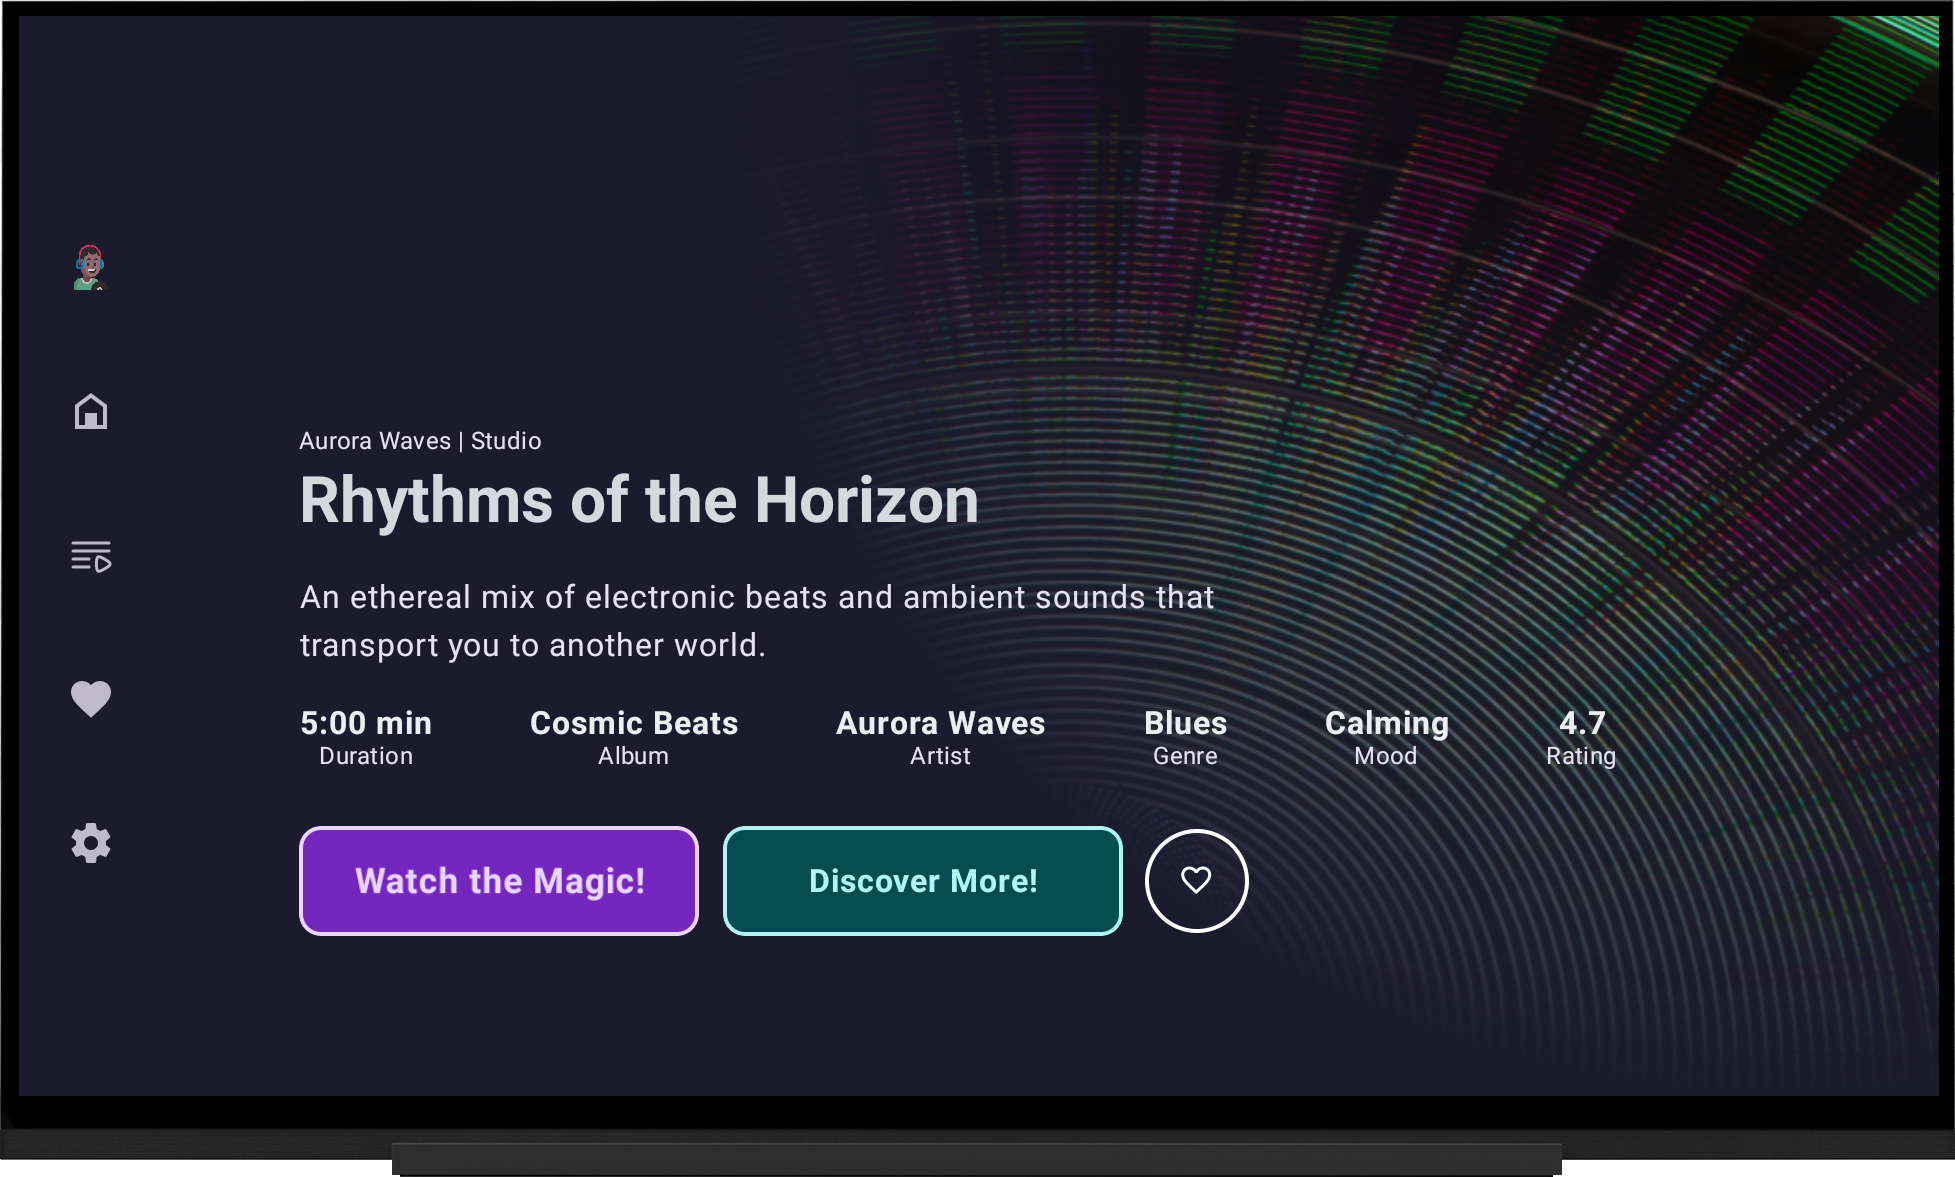 Aurora Waves | Studio
Rhythms of the Horizon
An ethereal mix of electronic beats and ambient sounds that
transport you to another world.
5:00 min Cosmic Beats Aurora Waves Blues Calming 4.7
Duration Album Artist Genre Mood Rating
Watch the Magic! Discover More!